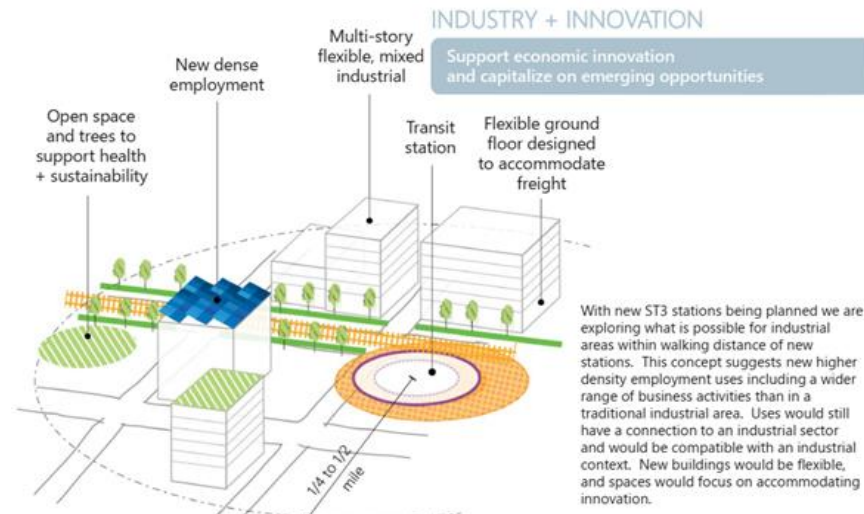 INDUSTRY + INNOVATION
Support economic innovation
and capitalize on emerging opportunities
Multi-story
flexible, mixed
industrial
New dense
employment
Open space
and trees to
support health
+ sustainability
Transit
station
Flexible ground
floor designed
to accommodate
freight
1/4 to 1/2
mile
With new ST3 stations being planned we are
exploring what is possible for industrial
areas within walking distance of new
stations. This concept suggests new higher
density employment uses including a wider
range of business activities than in a
traditional industrial area. Uses would still
have a connection to an industrial sector
and would be compatible with an industrial
context. New buildings would be flexible,
and spaces would focus on accommodating
innovation.